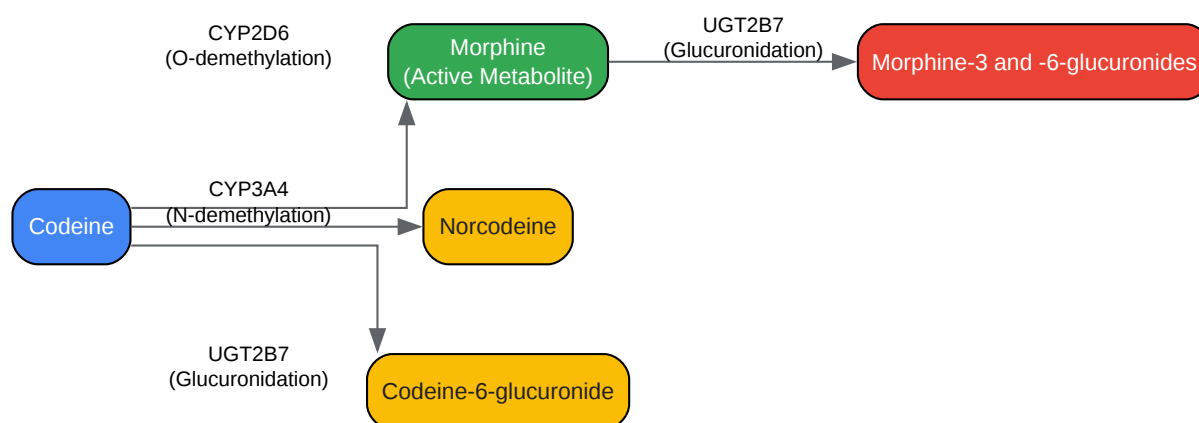 CYP2D6
(O-demethylation)
Morphine
(Active Metabolite)
UGT2B7
(Glucuronidation)
Morphine-3 and -6-glucuronides
Codeine
CYP3A4
(N-demethylation)
Norcodeine
UGT2B7
(Glucuronidation)
Codeine-6-glucuronide